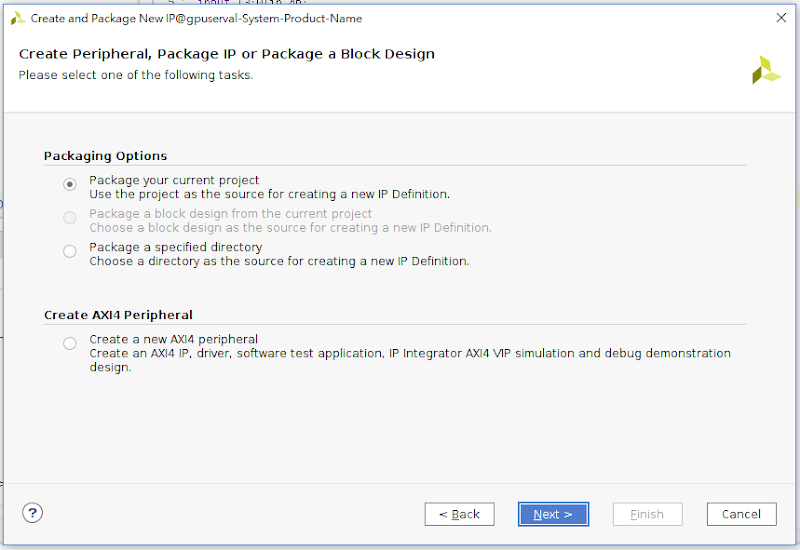 Create and Package New IP@gpuserval-System-Product-Name
Create Peripheral, Package IP or Package a Block Design
Please select one of the following tasks.
Packaging Options
Package your current project
Use the project as the source for creating a new IP Definition.
Package a block design from the current project
Choose a block design as the source for creating a new IP Definition.
Package a specified directory
Choose a directory as the source for creating a new IP Definition.
Create AXI4 Peripheral
Create a new AXI4 peripheral
Create an AXI4 IP, driver, software test application, IP Integrator AXI4 VIP simulation and debug demonstration
design.
?
< Back
Next >
Finish
Cancel